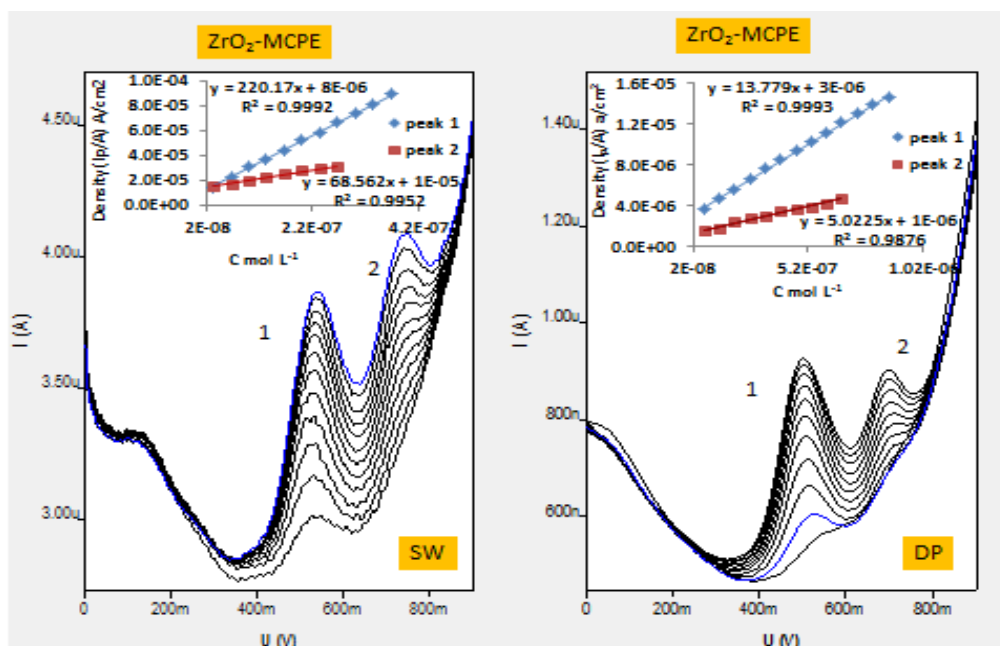 ZrO₂-MCPE
4.50u
4.00u
3.50u
3.00u
I (A)
1.0E-04
8.0E-05
6.0E-05
4.0E-05
2.0E-05
0.0E+00
Density (Ip/A) A/cm2
y = 220.17x + 8E-06
R² = 0.9992
peak 1
peak 2
y = 68.562x + 1E-05
R² = 0.9952
2E-08 2.2E-07 4.2E-07
C mol L⁻¹
1
2
SW
0 200m 400m 600m 800m
U (V)
ZrO₂-MCPE
1.40u
1.20u
1.00u
800m
600m
I (A)
1.6E-05
1.2E-05
8.0E-06
4.0E-06
0.0E+00
Density (Iₚ/A) a/cm²
y = 13.779x + 3E-06
R² = 0.9993
peak 1
peak 2
y = 5.0225x + 1E-06
R² = 0.9876
2E-08 5.2E-07 1.02E-06
C mol L⁻¹
1
2
DP
0 200m 400m 600m 800m
U (V)